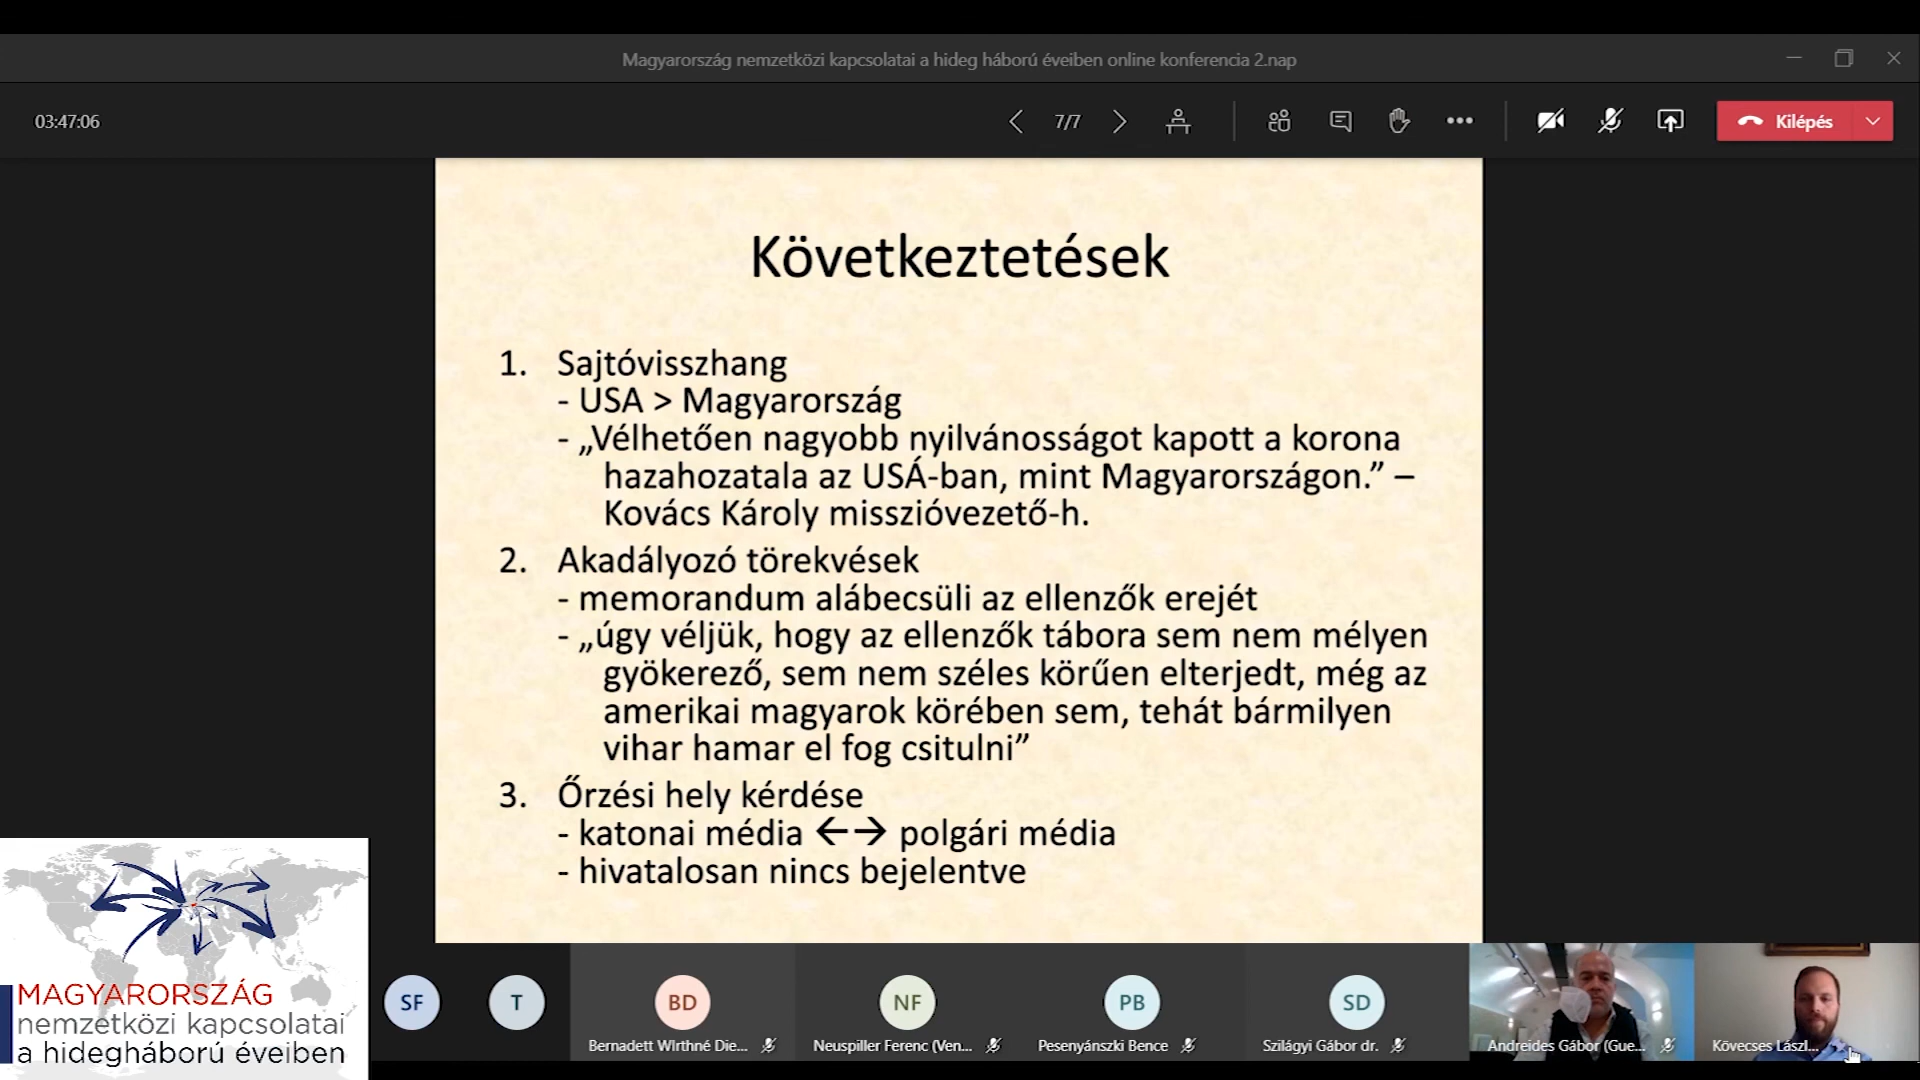 Magyarország nemzetközi kapcsolatai a hideg háború éveiben online konferencia 2.nap
03:47:06
7/7
Kilépés
Következtetések
1. Sajtóvisszhang
- USA > Magyarország
- „Vélhetően nagyobb nyilvánosságot kapott a korona
hazahozatala az USÁ-ban, mint Magyarországon.” –
Kovács Károly misszióvezető-h.
2. Akadályozó törekvések
- memorandum alábecsüli az ellenzők erejét
- „úgy véljük, hogy az ellenzők tábora sem nem mélyen
gyökerező, sem nem széles körűen elterjedt, még az
amerikai magyarok körében sem, tehát bármilyen
vihar hamar el fog csitulni”
3. Őrzési hely kérdése
- katonai média ←→ polgári média
- hivatalosan nincs bejelentve
MAGYARORSZÁG
nemzetközi kapcsolatai
a hidegháború éveiben
SF
T
BD
Bernadett WIrthné Die...
NF
Neuspiller Ferenc (Ven...
PB
Pesenyánszki Bence
SD
Szilágyi Gábor dr.
Andreides Gábor (Gue...
Kövecses Lászl...